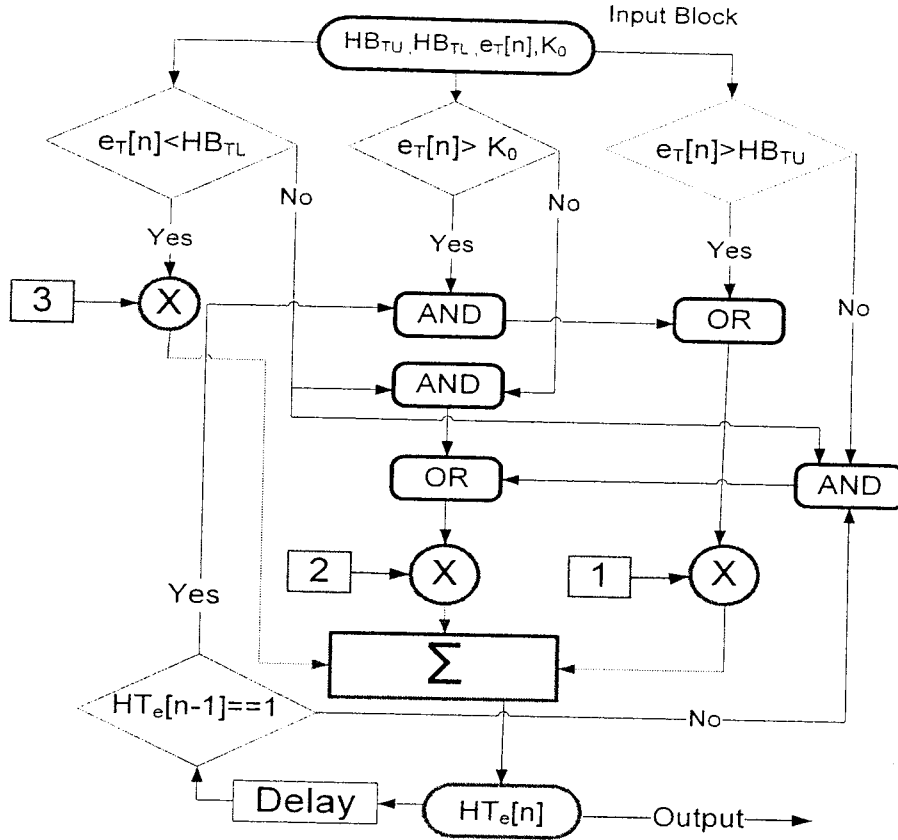 Input Block
HB_TU, HB_TL, e_T[n], K_0
e_T[n]<HB_TL
e_T[n]> K_0
e_T[n]>HB_TU
No
No
Yes
Yes
Yes
No
3
X
AND
OR
AND
OR
AND
2
X
1
X
Yes
Σ
HT_e[n-1]==1
No
Delay
HT_e[n]
Output